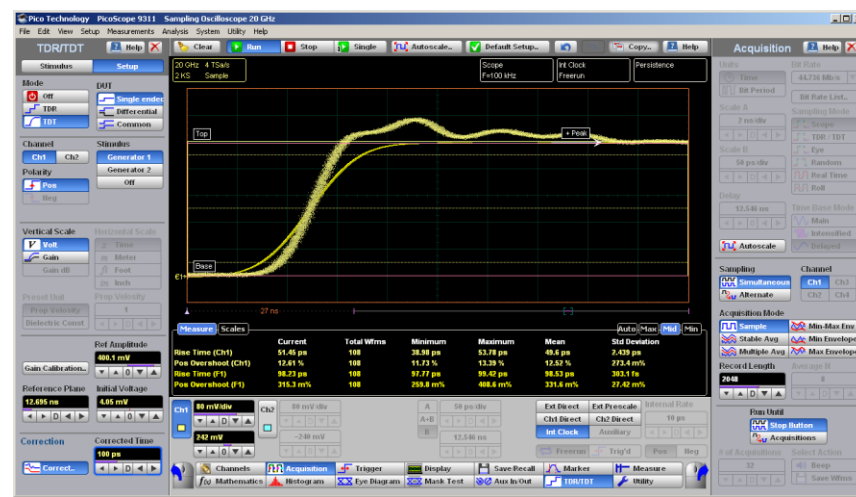 Pico Technology PicoScope 9311 Sampling Oscilloscope 20 GHz
File Edit View Setup Measurements Analysis System Utility Help
TDR/TDT Help
Clear Run Stop Single Autoscale... Default Setup... Copy... Help
Acquisition Help
Stimulus Setup
Mode
Off
TDR
TDT
DUT
Single ended
Differential
Common
Channel
Ch1 Ch2
Stimulus
Generator 1
Generator 2
Off
Polarity
Pos
Neg
Vertical Scale
Volt
Gain
Gain dB
Horizontal Scale
Time
Meter
Foot
Inch
Preset Unit
Prop Velocity
Dielectric Const
Prop Velocity
1
Ref Amplitude
400.1 mV
Gain Calibration...
Reference Plane
12.695 ns
Initial Voltage
4.05 mV
Correction
Corrected Time
100 ps
Correct...
20 GHz 4 TSa/s
2 KS Sample
Scope
F=100 kHz
Int Clock
Freerun
Persistence
Top
+ Peak
Base
27 ns
Measure Scales
Auto Max Mid Min
Current Total Wfms Minimum Maximum Mean Std Deviation
Rise Time (Ch1) 51.45 ps 108 38.98 ps 53.78 ps 49.6 ps 2.439 ps
Pos Overshoot (Ch1) 12.61 % 108 11.73 % 13.39 % 12.52 % 273.4 m%
Rise Time (F1) 98.23 ps 108 97.77 ps 99.42 ps 98.53 ps 303.1 fs
Pos Overshoot (F1) 315.3 m% 108 259.8 m% 408.6 m% 331.6 m% 27.42 m%
Ch1 80 mV/div
242 mV
Ch2 80 mV/div
-240 mV
A 50 ps/div
A+B
B 12.346 ns
Ext Direct Ext Prescale
Ch1 Direct Ch2 Direct
Int Clock Auxiliary
Internal Rate
10 µs
Freerun Trig'd Pos Neg
Channels Acquisition Trigger Display Save/Recall Marker Measure
Mathematics Histogram Eye Diagram Mask Test Aux In/Out TDR/TDT Utility
Units
Time
Bit Period
Bit Rate
44.736 Mb/s
Bit Rate List...
Scale A
2 ns/div
Scale B
50 ps/div
Delay
12.346 ns
Autoscale
Sampling Mode
Scope
TDR / TDT
Eye
Random
Real Time
Roll
Time Base Mode
Main
Intensified
Delayed
Sampling
Simultaneous
Alternate
Channel
Ch1 Ch3
Ch2 Ch4
Acquisition Mode
Sample Min-Max Env
Stable Avg Min Envelope
Multiple Avg Max Envelope
Record Length
2048
Average N
8
Run Until
Stop Button
Acquisitions
# of Acquisitions
32
Select Action
Beep
Save Wfms